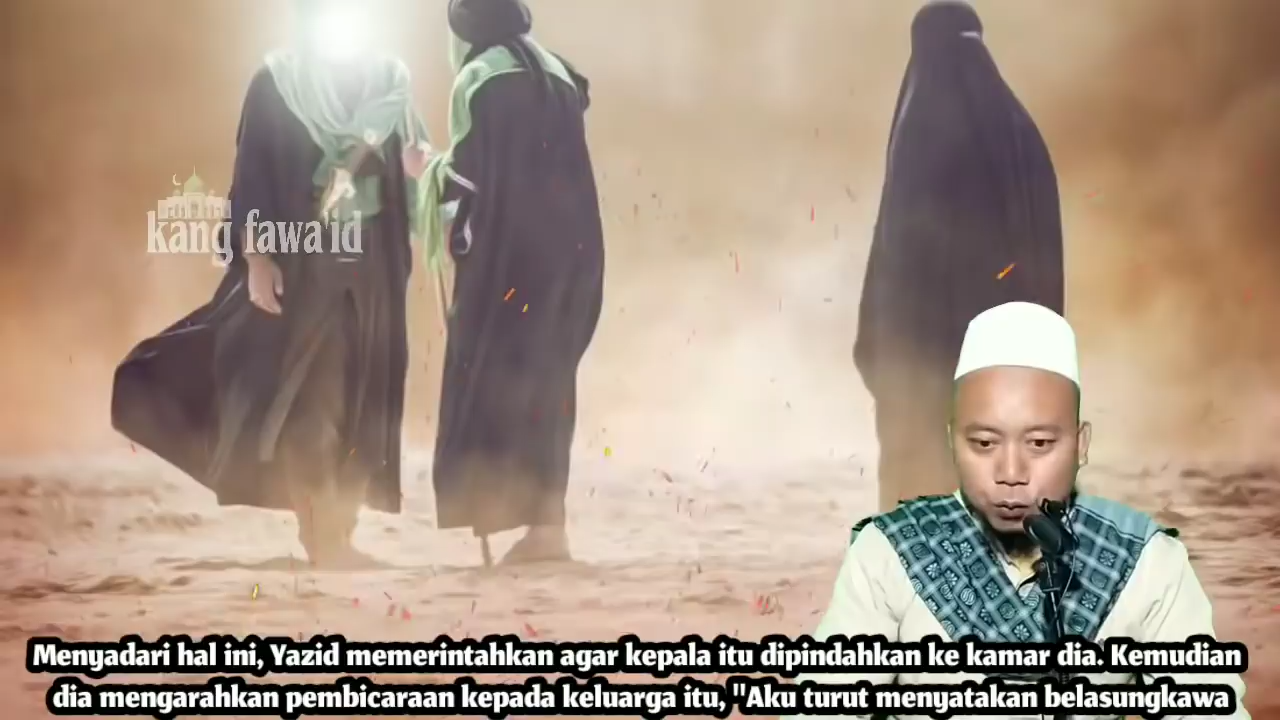 kang fawa'id
Menyadari hal ini, Yazid memerintahkan agar kepala itu dipindahkan ke kamar dia. Kemudian
dia mengarahkan pembicaraan kepada keluarga itu, "Aku turut menyatakan belasungkawa